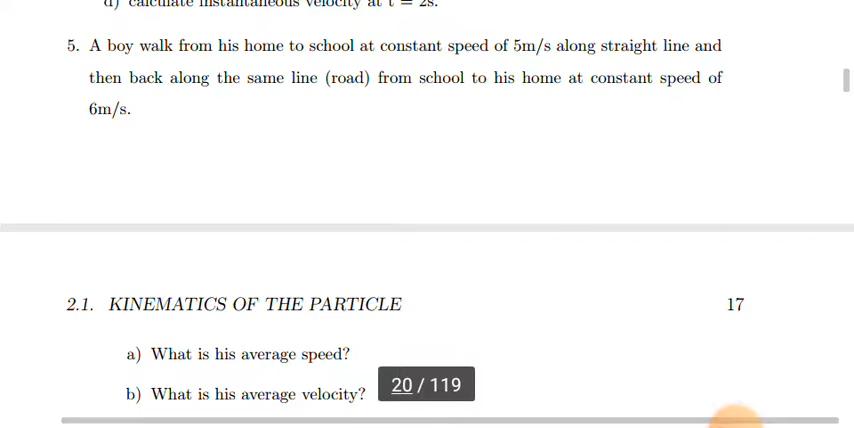 d) calculate instantaneous velocity at t = 2s.
5. A boy walk from his home to school at constant speed of 5m/s along straight line and
then back along the same line (road) from school to his home at constant speed of
6m/s.
2.1. KINEMATICS OF THE PARTICLE 17
a) What is his average speed?
b) What is his average velocity?
20 / 119